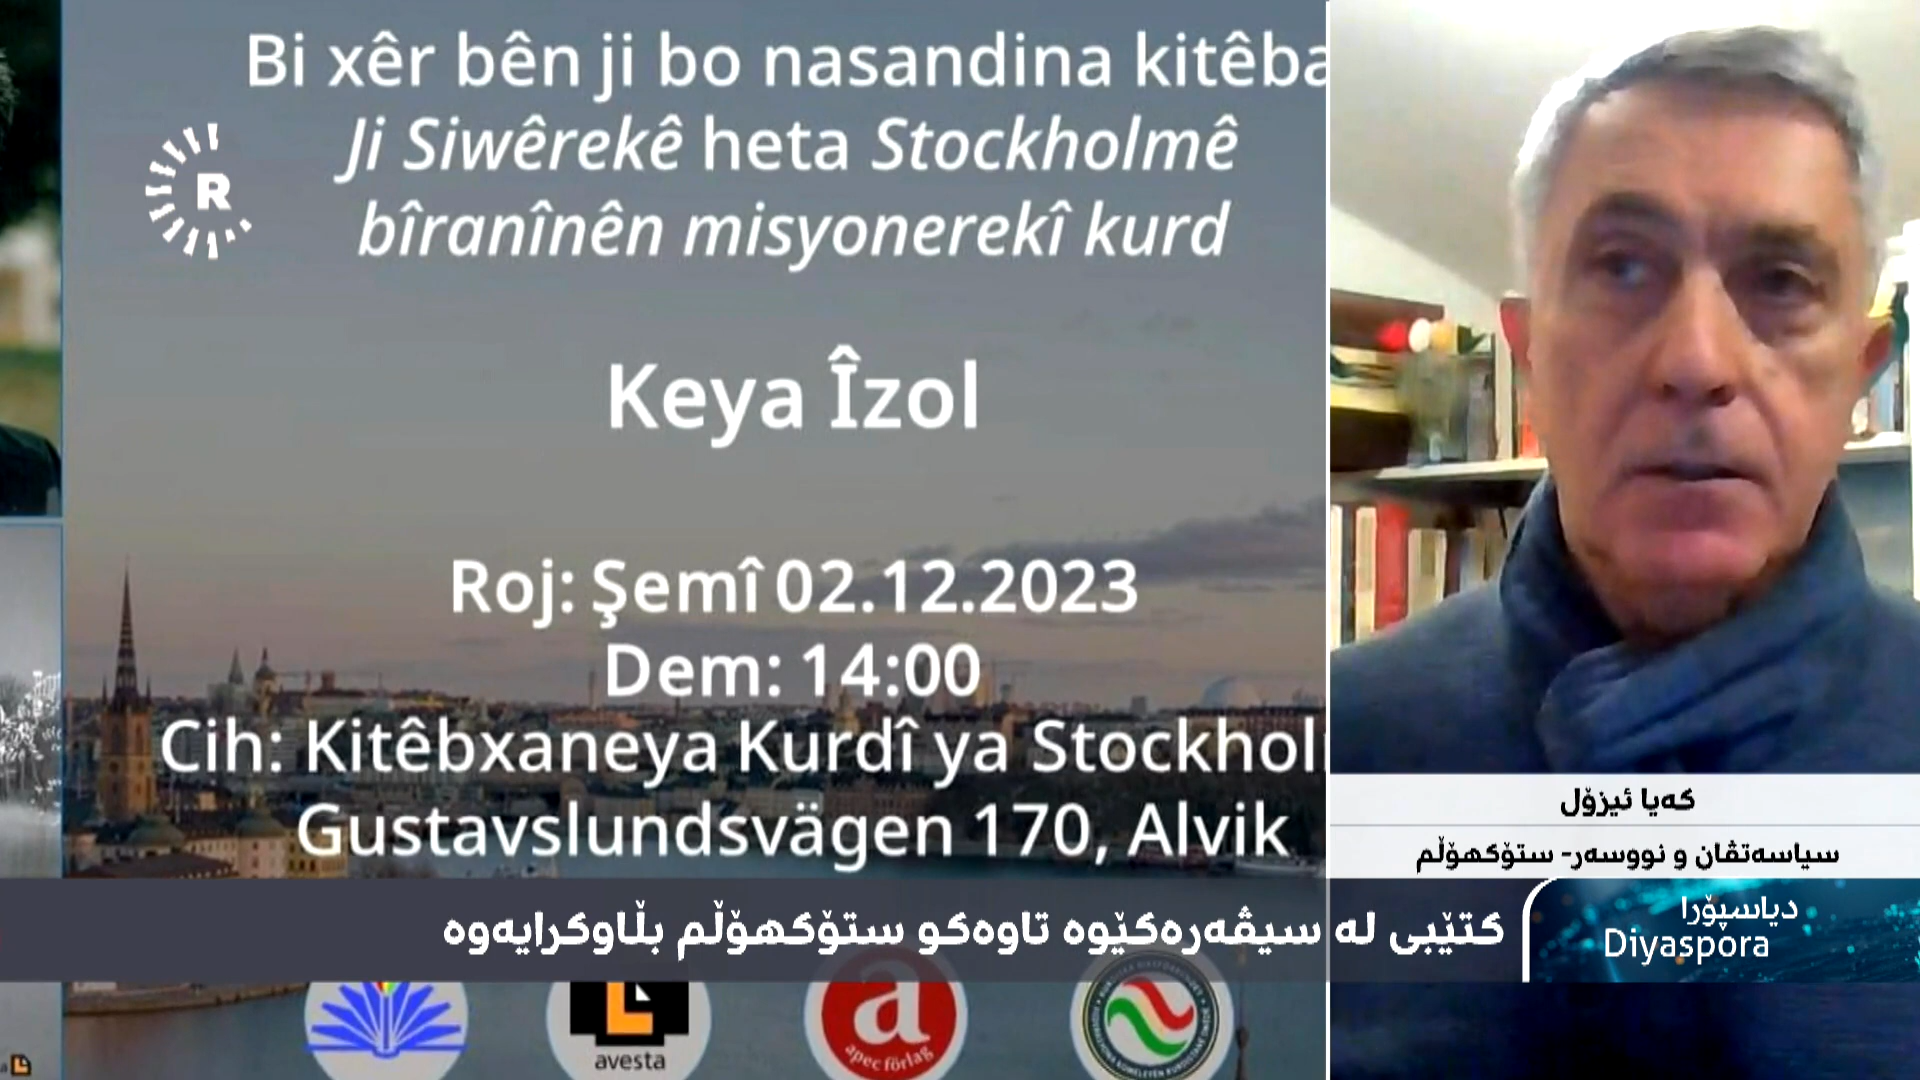 Bi xêr bên ji bo nasandina kitêba
Ji Siwêrekê heta Stockholmê
bîranînên misyonerekî kurd
R
Keya Îzol
Roj: Şemî 02.12.2023
Dem: 14:00
Cih: Kitêbxaneya Kurdî ya Stockhol
Gustavslundsvägen 170, Alvik
کەیا ئیزۆل
سیاسەتڤان و نووسەر- ستۆکهۆڵم
کتێبی لە سیڤەرەکێوە تاوەکو ستۆکهۆڵم بڵاوکرایەوە
دیاسپۆرا
Diyaspora
avesta
a
apec förlag